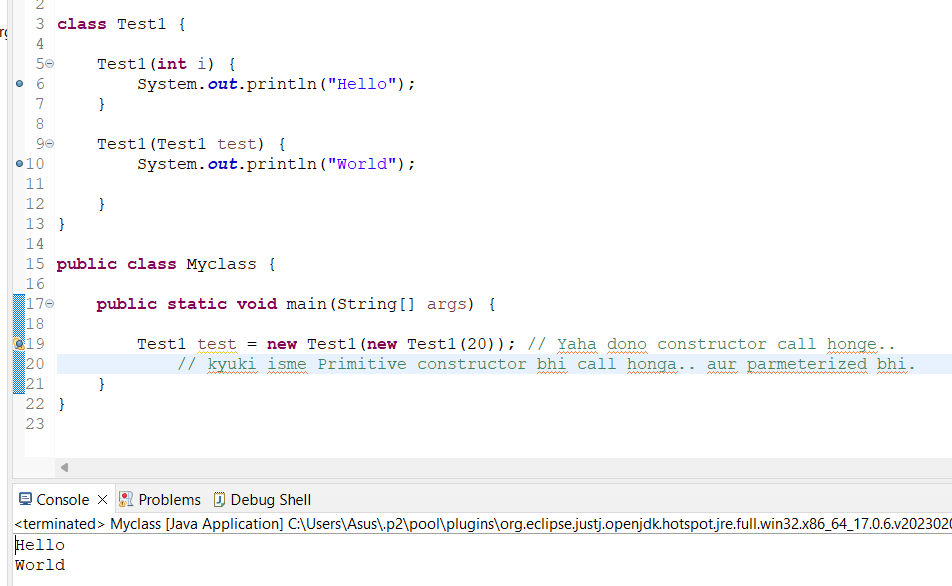 2
rg
3 class Test1 {
4
5 Test1(int i) {
6 System.out.println("Hello");
7 }
8
9 Test1(Test1 test) {
10 System.out.println("World");
11
12 }
13 }
14
15 public class Myclass {
16
17 public static void main(String[] args) {
18
19 Test1 test = new Test1(new Test1(20)); // Yaha dono constructor call honge..
20 // kyuki isme Primitive constructor bhi call honga.. aur parmeterized bhi.
21 }
22 }
23
Console Problems Debug Shell
<terminated> Myclass [Java Application] C:\Users\Asus\.p2\pool\plugins\org.eclipse.justj.openjdk.hotspot.jre.full.win32.x86_64_17.0.6.v2023020
Hello
World